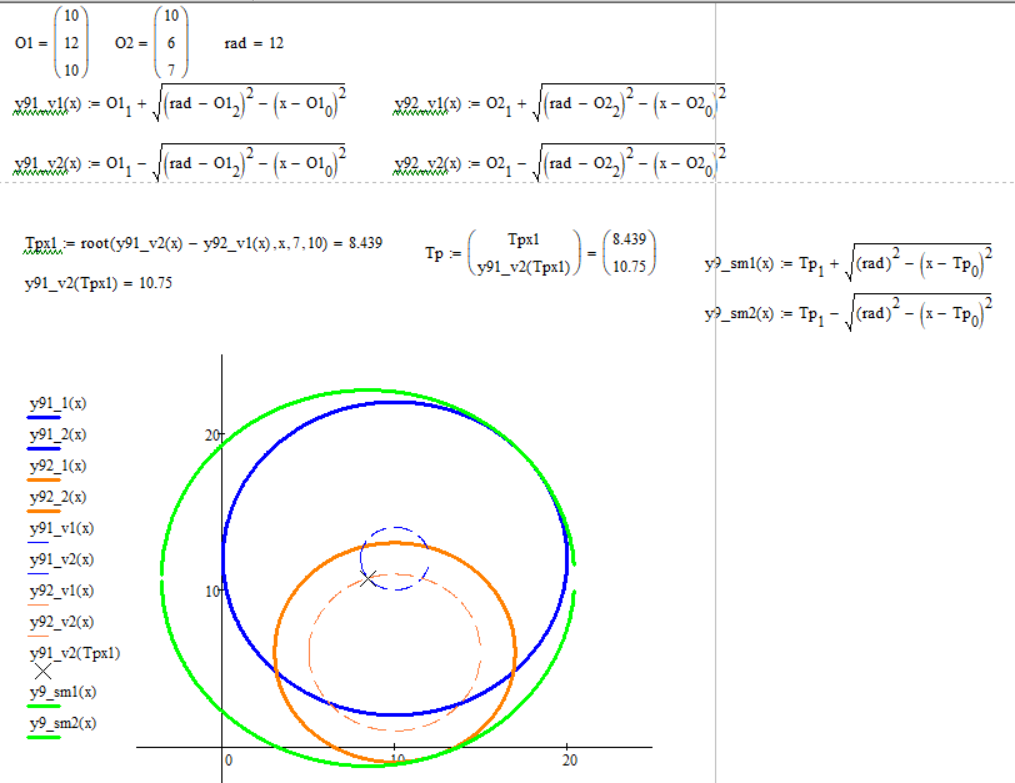 O1 = (10 12 10) O2 = (10 6 7) rad = 12
y91_v1(x) := O1₁ + √((rad − O1₂)² − (x − O1₀)²) y92_v1(x) := O2₁ + √((rad − O2₂)² − (x − O2₀)²)
y91_v2(x) := O1₁ − √((rad − O1₂)² − (x − O1₀)²) y92_v2(x) := O2₁ − √((rad − O2₂)² − (x − O2₀)²)
Tpx1 := root(y91_v2(x) − y92_v1(x), x, 7, 10) = 8.439
y91_v2(Tpx1) = 10.75
Tp := (Tpx1 y91_v2(Tpx1)) = (8.439 10.75)
y9_sm1(x) := Tp₁ + √((rad)² − (x − Tp₀)²)
y9_sm2(x) := Tp₁ − √((rad)² − (x − Tp₀)²)
y91_1(x)
y91_2(x)
y92_1(x)
y92_2(x)
y91_v1(x)
y91_v2(x)
y92_v1(x)
y92_v2(x)
y91_v2(Tpx1)
y9_sm1(x)
y9_sm2(x)
20
10
0 10 20